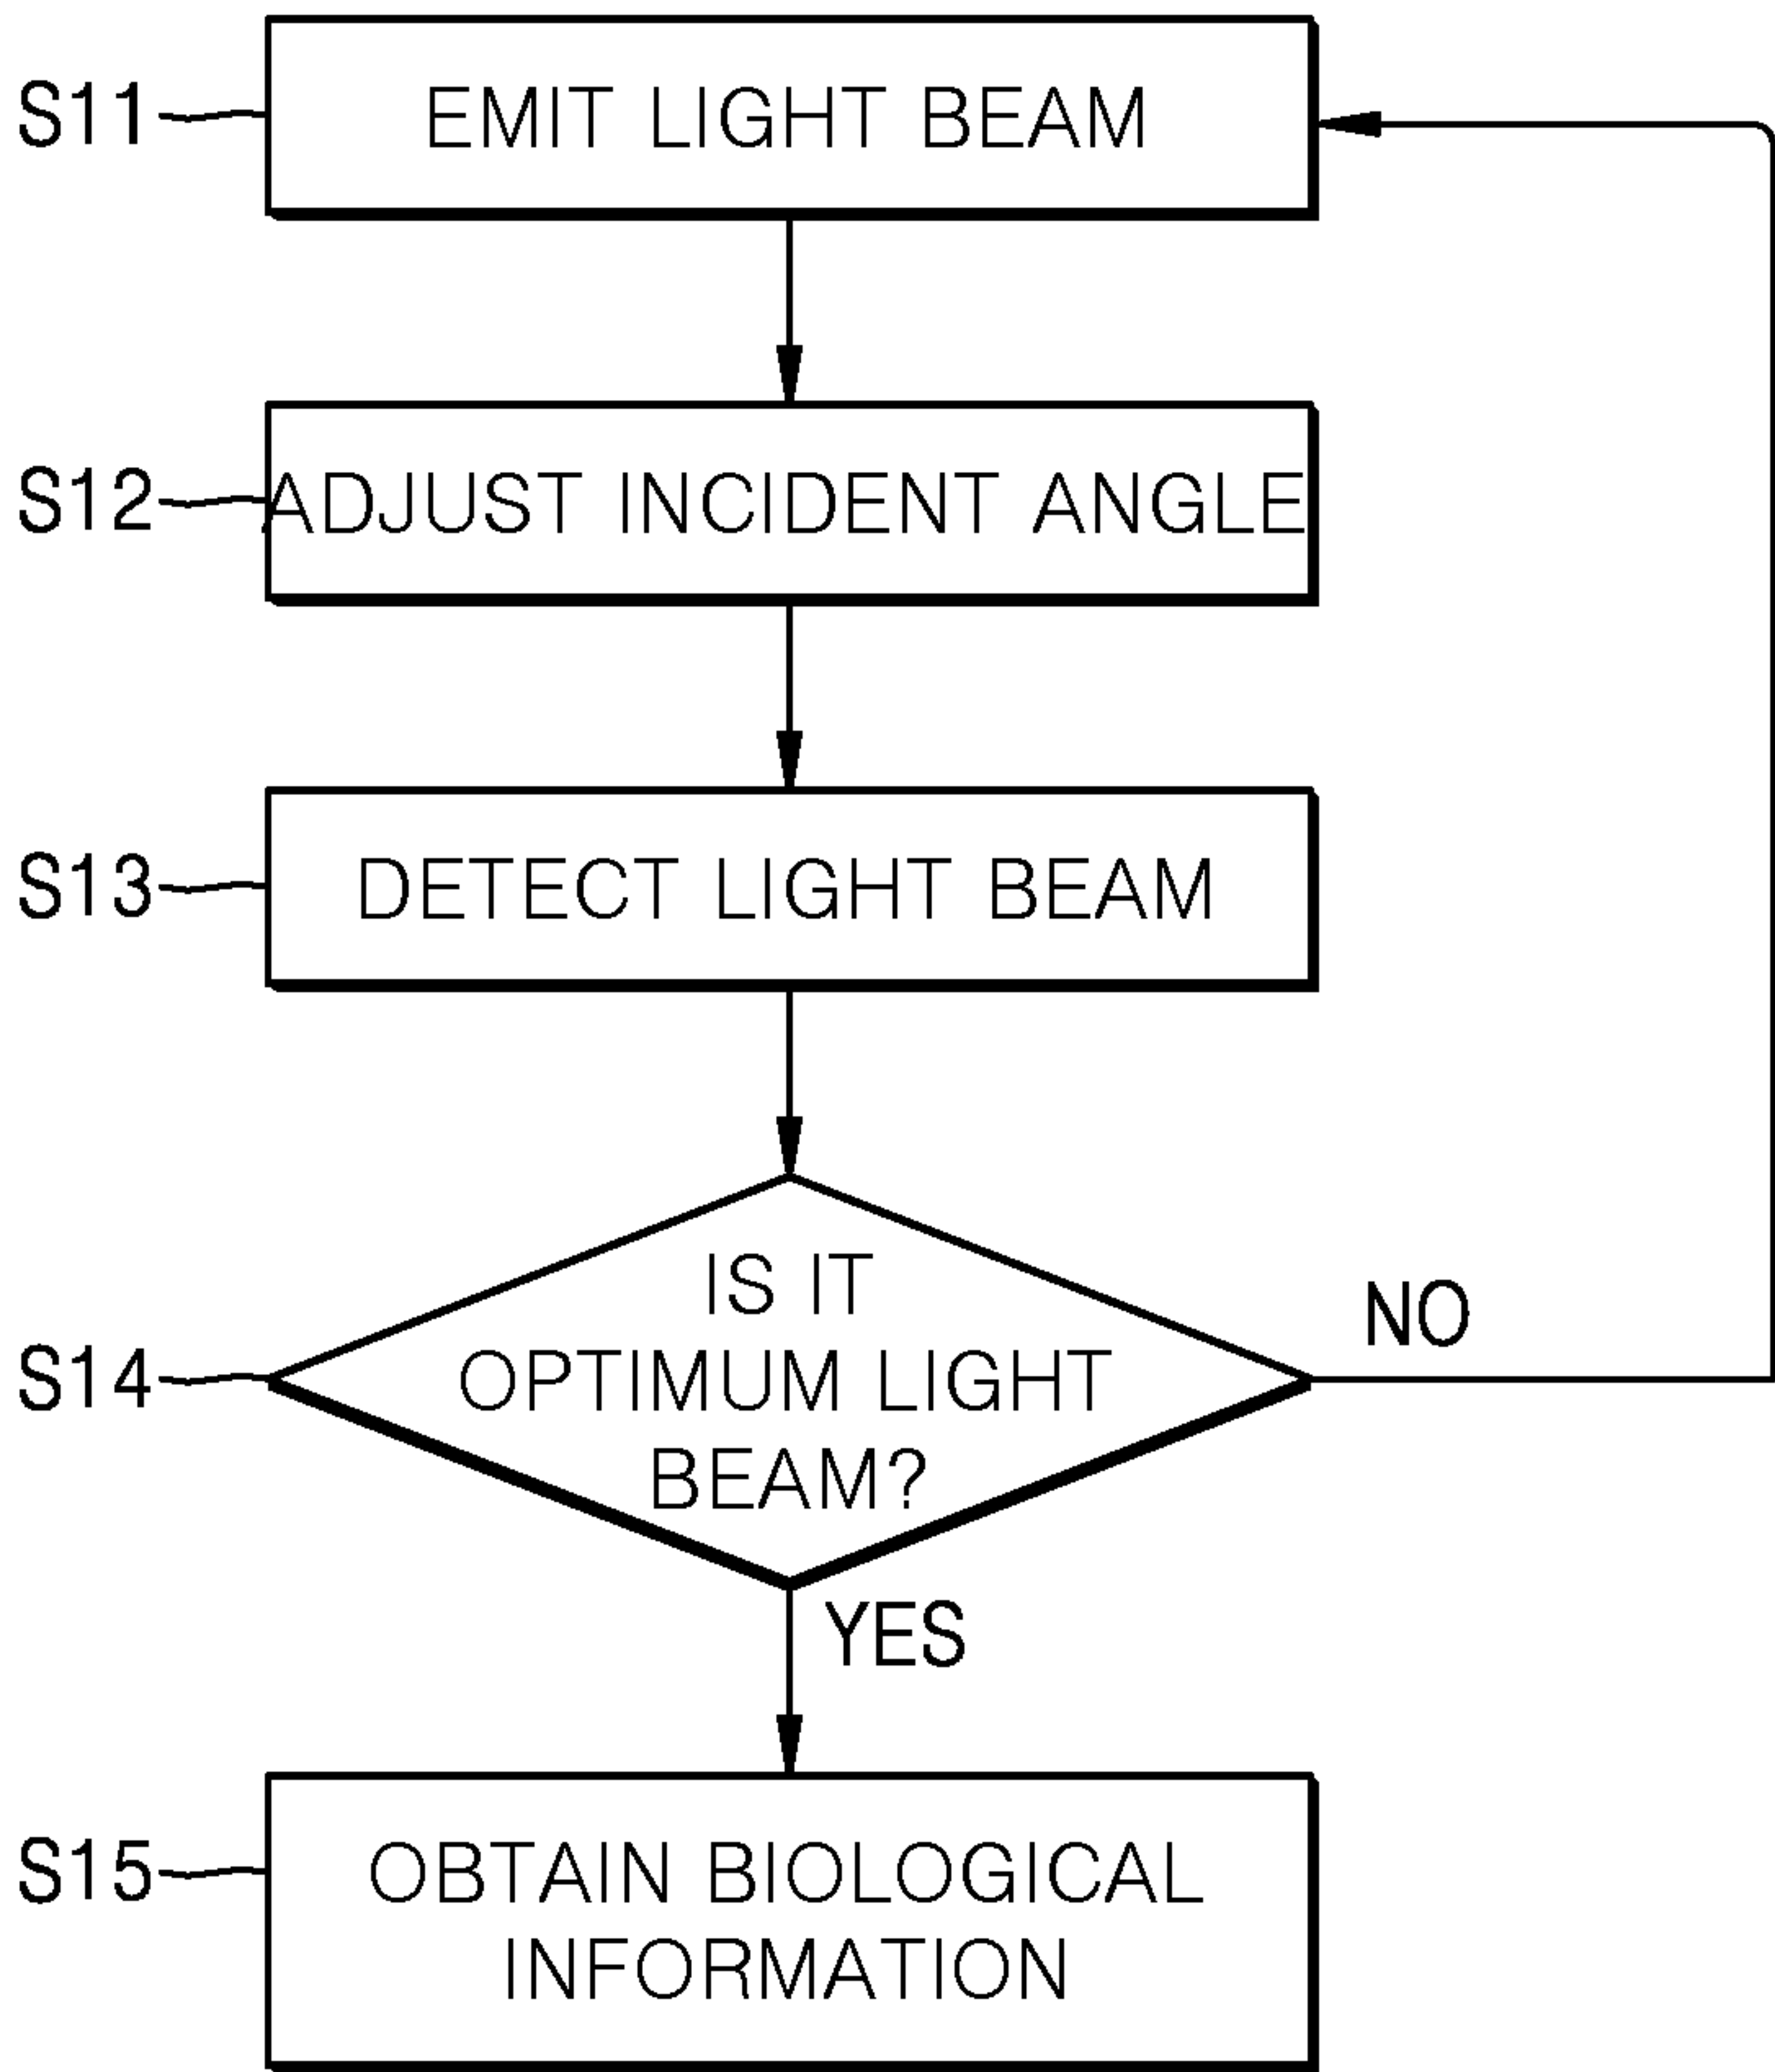 S11
EMIT LIGHT BEAM
S12
ADJUST INCIDENT ANGLE
S13
DETECT LIGHT BEAM
S14
IS IT
OPTIMUM LIGHT
BEAM?
NO
YES
S15
OBTAIN BIOLOGICAL
INFORMATION